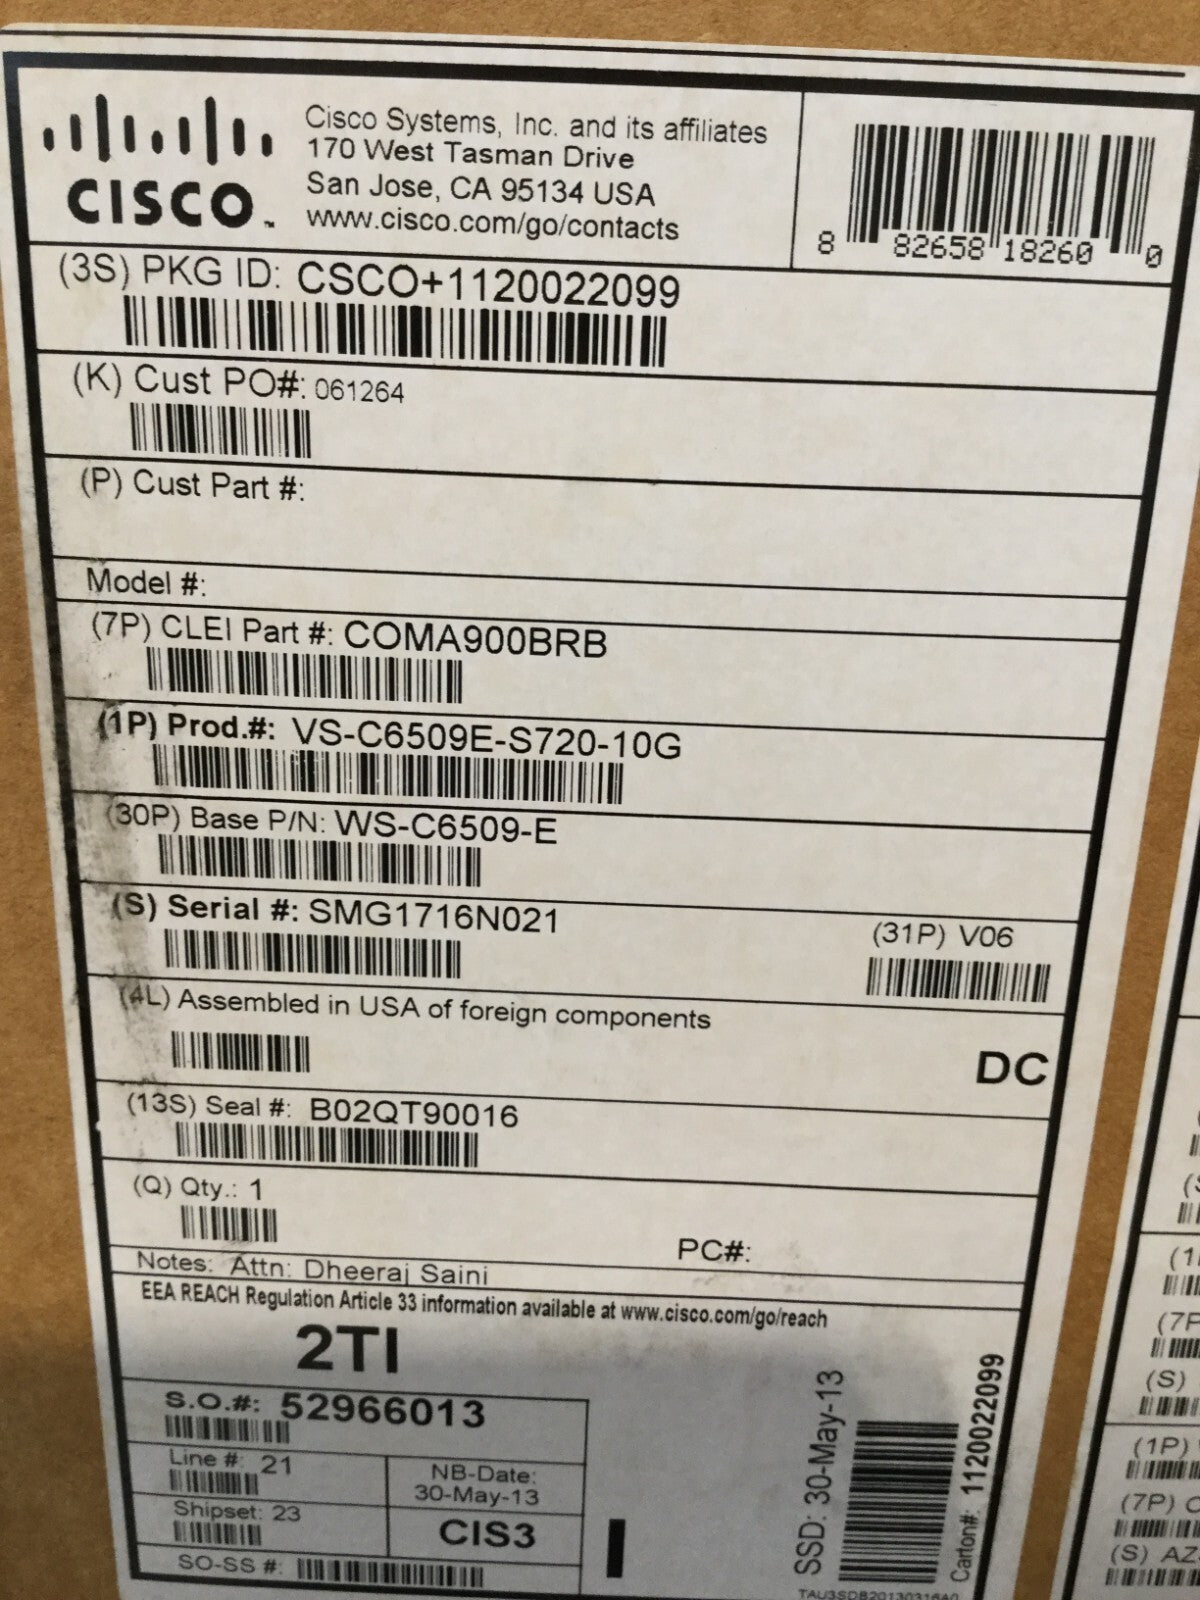 CISCO
Cisco Systems, Inc. and its affiliates
170 West Tasman Drive
San Jose, CA 95134 USA
www.cisco.com/go/contacts
8 82658 18260 0
(3S) PKG ID: CSCO+1120022099
(K) Cust PO#: 061264
(P) Cust Part #:
Model #:
(7P) CLEI Part #: COMA900BRB
(1P) Prod.#: VS-C6509E-S720-10G
(30P) Base P/N: WS-C6509-E
(S) Serial #: SMG1716N021
(31P) V06
(4L) Assembled in USA of foreign components
DC
(13S) Seal #: B02QT90016
(Q) Qty.: 1
PC#:
Notes: Attn: Dheeraj Saini
EEA REACH Regulation Article 33 information available at www.cisco.com/go/reach
2TI
S.O.#: 52966013
Line #: 21
NB-Date:
30-May-13
Shipset: 23
CIS3
SO-SS #:
SSD: 30-May-13
Carton#: 1120022099
(7P)
(S)
(1P)
(7P)
(S) AZ